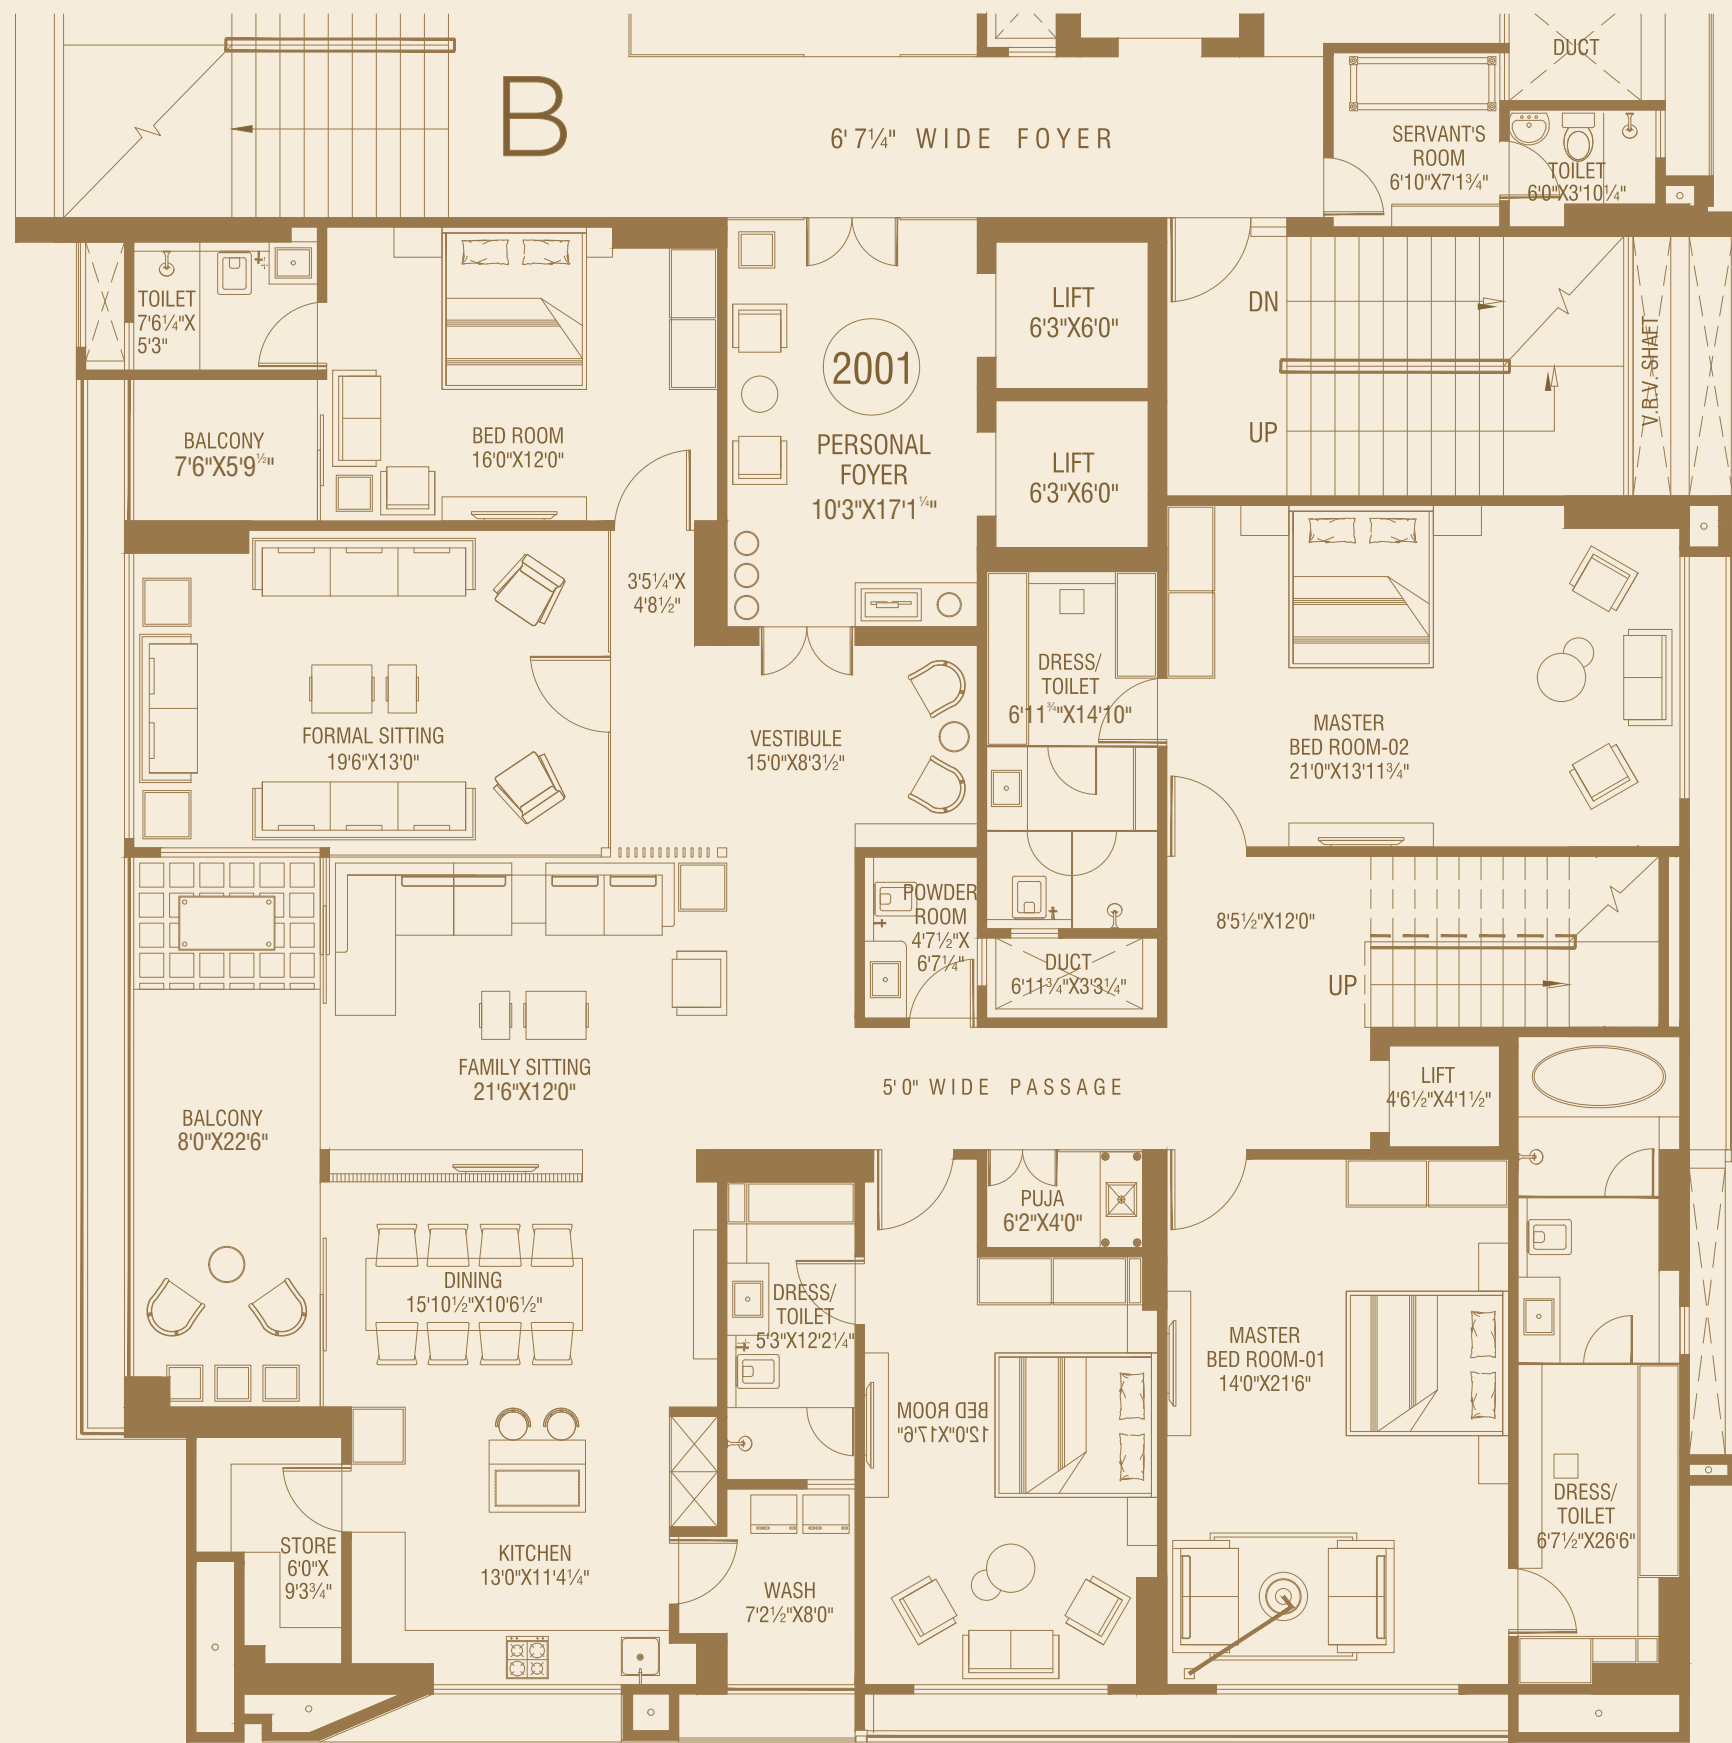 DUCT
B
6' 7¼" WIDE FOYER
SERVANT'S
ROOM
6'10"X7'1¾"
TOILET
6'0"X3'10¼"
TOILET
7'6¼"X
5'3"
BALCONY
7'6"X5'9½"
BED ROOM
16'0"X12'0"
2001
PERSONAL
FOYER
10'3"X17'1¼"
LIFT
6'3"X6'0"
LIFT
6'3"X6'0"
DN
UP
V.R.V. SHAFT
3'5¼"X
4'8½"
FORMAL SITTING
19'6"X13'0"
VESTIBULE
15'0"X8'3½"
DRESS/
TOILET
6'11¾"X14'10"
MASTER
BED ROOM-02
21'0"X13'11¾"
POWDER
ROOM
4'7½"X
6'7¼"
DUCT
6'11¾"X3'3¼"
8'5½"X12'0"
UP
FAMILY SITTING
21'6"X12'0"
5' 0" WIDE PASSAGE
LIFT
4'6½"X4'1½"
BALCONY
8'0"X22'6"
PUJA
6'2"X4'0"
DINING
15'10½"X10'6½"
DRESS/
TOILET
5'3"X12'2¼"
BED ROOM
12'0"X17'6"
MASTER
BED ROOM-01
14'0"X21'6"
DRESS/
TOILET
6'7½"X26'6"
STORE
6'0"X
9'3¾"
KITCHEN
13'0"X11'4¼"
WASH
7'2½"X8'0"